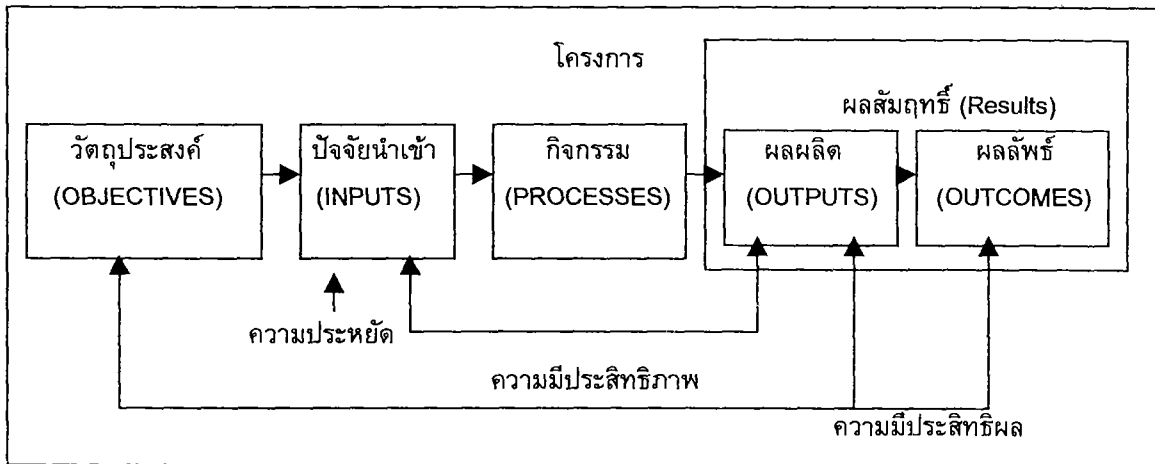 โครงการ
ผลสัมฤทธิ์ (Results)
วัตถุประสงค์
(OBJECTIVES)
ปัจจัยนำเข้า
(INPUTS)
กิจกรรม
(PROCESSES)
ผลผลิต
(OUTPUTS)
ผลลัพธ์
(OUTCOMES)
ความประหยัด
ความมีประสิทธิภาพ
ความมีประสิทธิผล